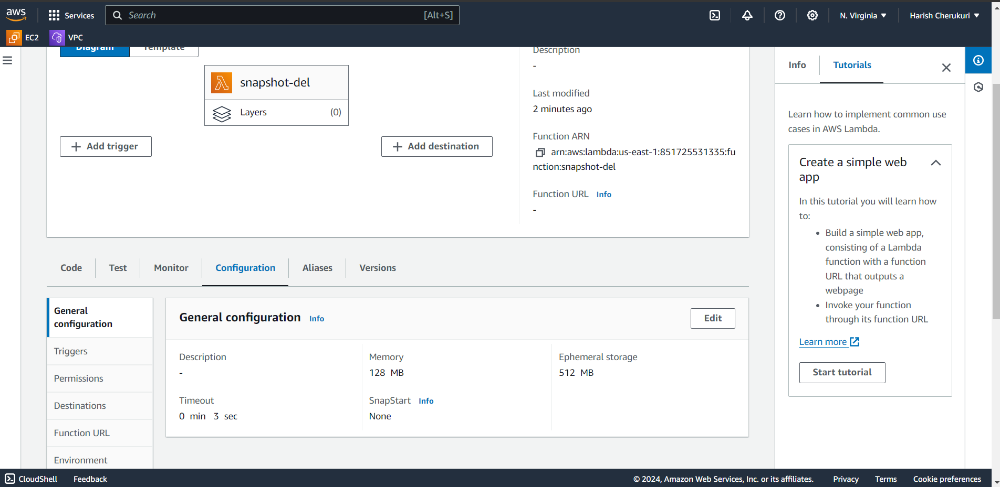 aws
Services
Search
[Alt+S]
N. Virginia
Harish Cherukuri
EC2
VPC
Diagram
Template
snapshot-del
Layers
(0)
Add trigger
Add destination
Description
-
Last modified
2 minutes ago
Function ARN
arn:aws:lambda:us-east-1:851725531335:fu
nction:snapshot-del
Function URL Info
-
Code
Test
Monitor
Configuration
Aliases
Versions
General
configuration
Triggers
Permissions
Destinations
Function URL
Environment
General configuration Info
Edit
Description
-
Memory
128 MB
Ephemeral storage
512 MB
Timeout
0 min 3 sec
SnapStart Info
None
Info
Tutorials
Learn how to implement common use
cases in AWS Lambda.
Create a simple web
app
In this tutorial you will learn how
to:
• Build a simple web app,
consisting of a Lambda
function with a function
URL that outputs a
webpage
• Invoke your function
through its function URL
Learn more
Start tutorial
CloudShell
Feedback
© 2024, Amazon Web Services, Inc. or its affiliates.
Privacy
Terms
Cookie preferences